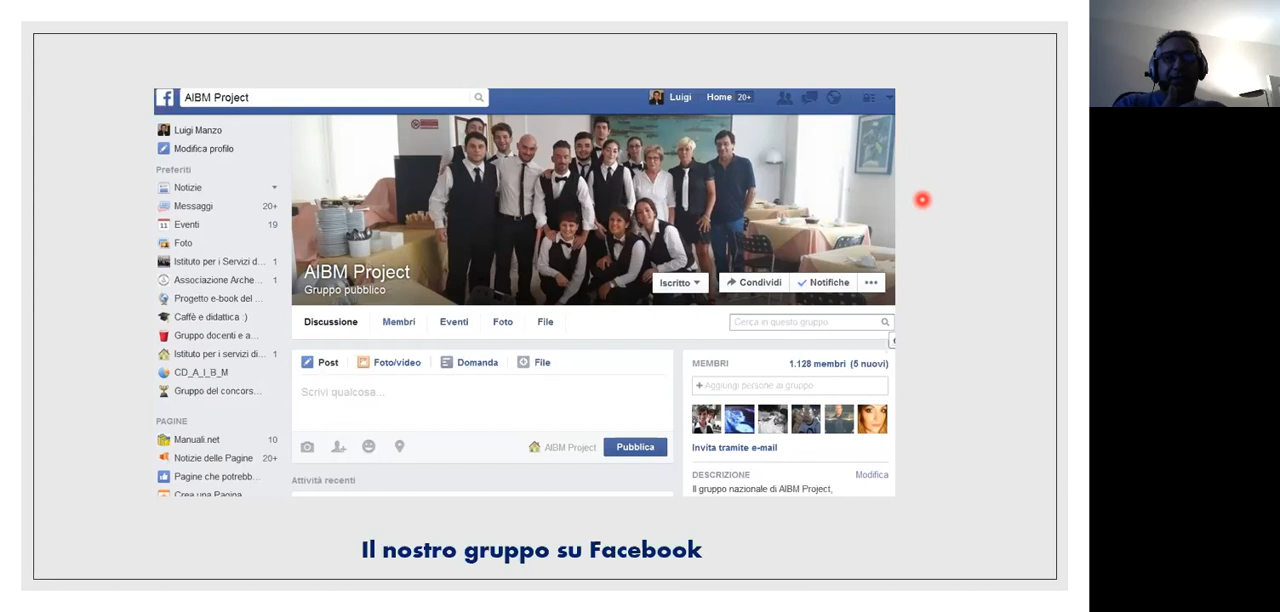 AIBM Project
Luigi
Home 20+
Luigi Manzo
Modifica profilo
Preferiti
Notizie
Messaggi 20+
Eventi 19
Foto
Istituto per i Servizi d... 1
Associazione Arche... 1
Progetto e-book del ...
Caffè e didattica :)
Gruppo docenti e a...
Istituto per i servizi di... 1
CD_A_I_B_M
Gruppo del concors...
PAGINE
Manuali.net 10
Notizie delle Pagine 20+
Pagine che potrebb...
Crea una Pagina
AIBM Project
Gruppo pubblico
Iscritto
Condividi
Notifiche
Discussione
Membri
Eventi
Foto
File
Cerca in questo gruppo
Post
Foto/video
Domanda
File
Scrivi qualcosa...
AIBM Project
Pubblica
Attività recenti
MEMBRI
1.128 membri (5 nuovi)
+ Aggiungi persone al gruppo
Invita tramite e-mail
DESCRIZIONE
Modifica
Il gruppo nazionale di AIBM Project,
Il nostro gruppo su Facebook